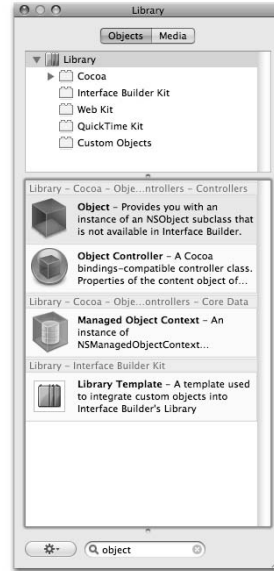 Library
Objects Media
Library
Cocoa
Interface Builder Kit
Web Kit
QuickTime Kit
Custom Objects
Library – Cocoa – Obje...ntrollers – Controllers
Object – Provides you with an
instance of an NSObject subclass that
is not available in Interface Builder.
Object Controller – A Cocoa
bindings-compatible controller class.
Properties of the content object of...
Library – Cocoa – Obje...ontrollers – Core Data
Managed Object Context – An
instance of
NSManagedObjectContext...
Library – Interface Builder Kit
Library Template – A template used
to integrate custom objects into
Interface Builder's Library
object